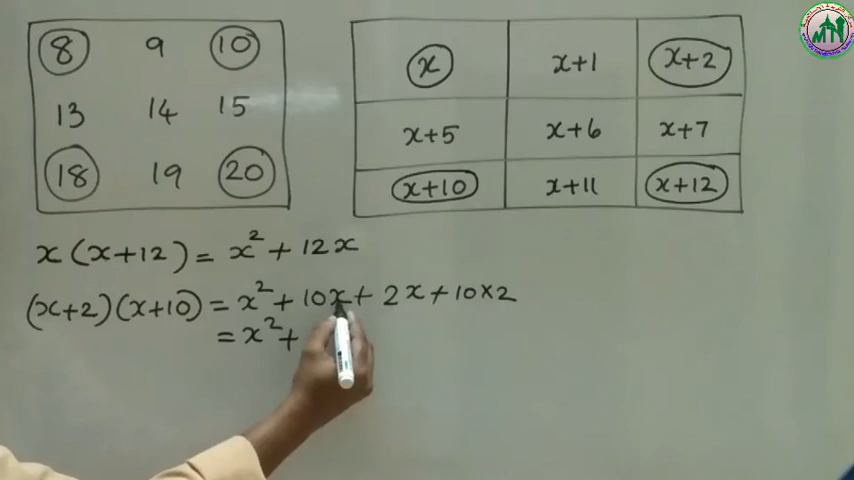 8 9 10
13 14 15
18 19 20
x x+1 x+2
x+5 x+6 x+7
x+10 x+11 x+12
x(x+12) = x² + 12x
(x+2)(x+10) = x² + 10x + 2x + 10×2
= x² +